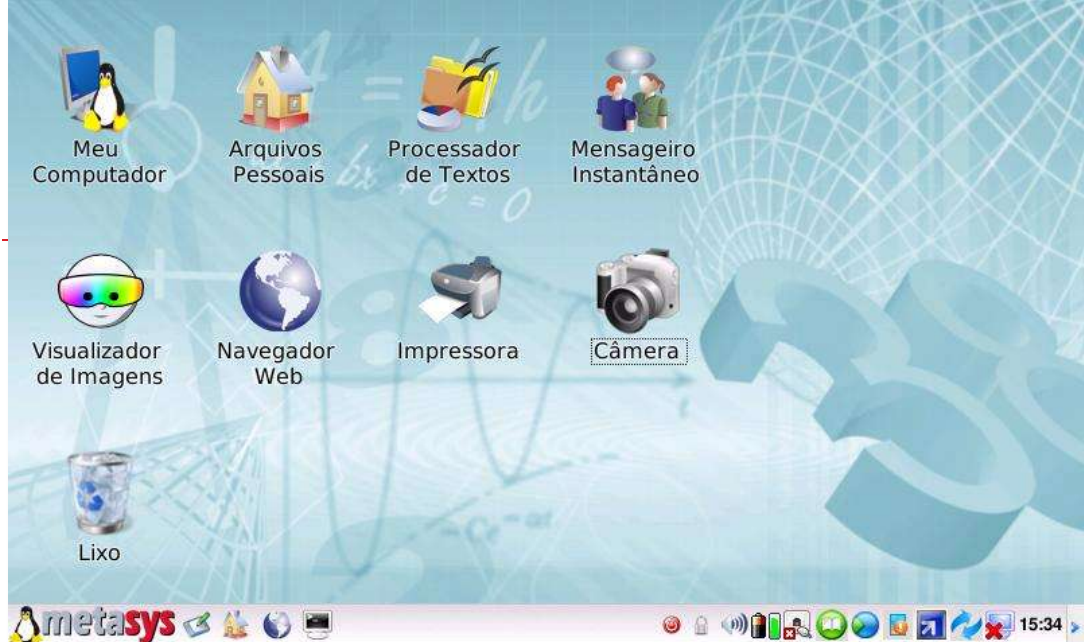 Meu
Computador
Arquivos
Pessoais
Processador
de Textos
Mensageiro
Instantâneo
Visualizador
de Imagens
Navegador
Web
Impressora
Câmera
Lixo
metasys
15:34